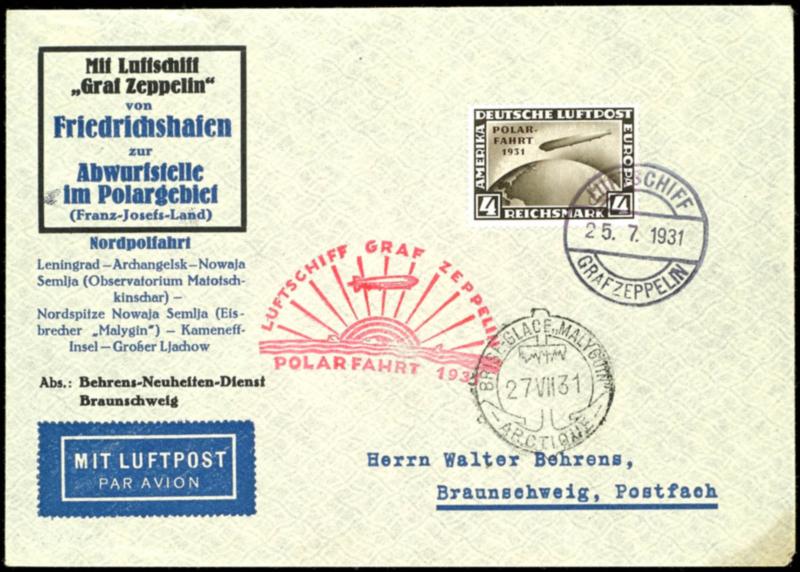 Mit Luftschiff
„Graf Zeppelin“
von
Friedrichshafen
zur
Abwurfstelle
im Polargebiet
(Franz-Josefs-Land)
Nordpolfahrt
Leningrad – Archangelsk – Nowaja
Semlja (Observatorium Matotsch-
kinschar) –
Nordspitze Nowaja Semlja (Eis-
brecher „Malygin“) – Kameneff-
Insel – Großer Ljachow
Abs.: Behrens-Neuheiten-Dienst
Braunschweig
MIT LUFTPOST
PAR AVION
DEUTSCHE LUFTPOST
AMERIKA
EUROPA
POLAR-
FAHRT
1931
4 REICHSMARK 4
LUFTSCHIFF
25. 7. 1931
GRAF ZEPPELIN
LUFTSCHIFF GRAF ZEPPELIN
POLARFAHRT 1931
BRISE-GLACE „MALYGUIN“
27 VII 31
– ARCTIQUE –
Herrn Walter Behrens,
Braunschweig, Postfach